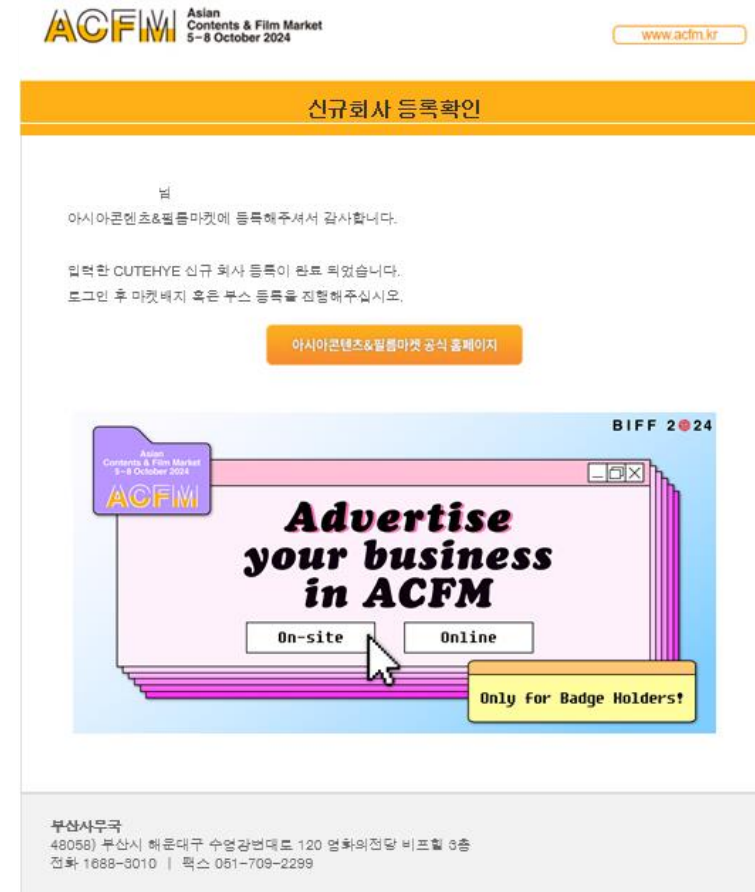 ACFM
Asian
Contents & Film Market
5-8 October 2024
www.acfm.kr
신규회사 등록확인
님
아시아콘텐츠&필름마켓에 등록해주셔서 감사합니다.
입력한 CUTEHYE 신규 회사 등록이 완료 되었습니다.
로그인 후 마켓배지 혹은 부스 등록을 진행해주십시오.
아시아콘텐츠&필름마켓 공식 홈페이지
BIFF 2024
Asian
Contents & Film Market
5-8 October 2024
ACFM
Advertise
your business
in ACFM
On-site
Online
Only for Badge Holders!
부산사무국
48058) 부산시 해운대구 수영강변대로 120 영화의전당 비프힐 3층
전화 1688-3010 | 팩스 051-709-2299